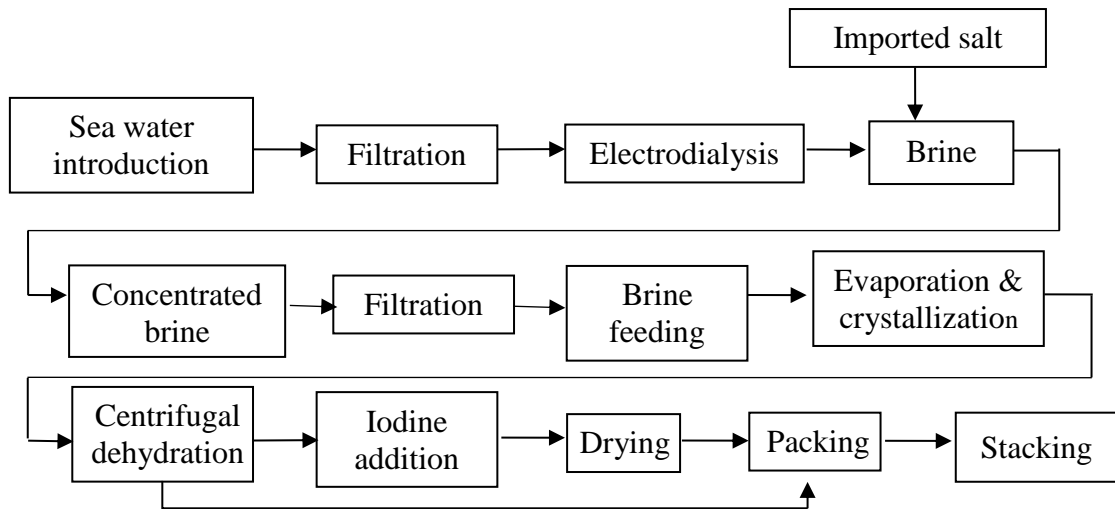 Imported salt
Sea water
introduction
Filtration
Electrodialysis
Brine
Concentrated
brine
Filtration
Brine
feeding
Evaporation &
crystallization
Centrifugal
dehydration
Iodine
addition
Drying
Packing
Stacking